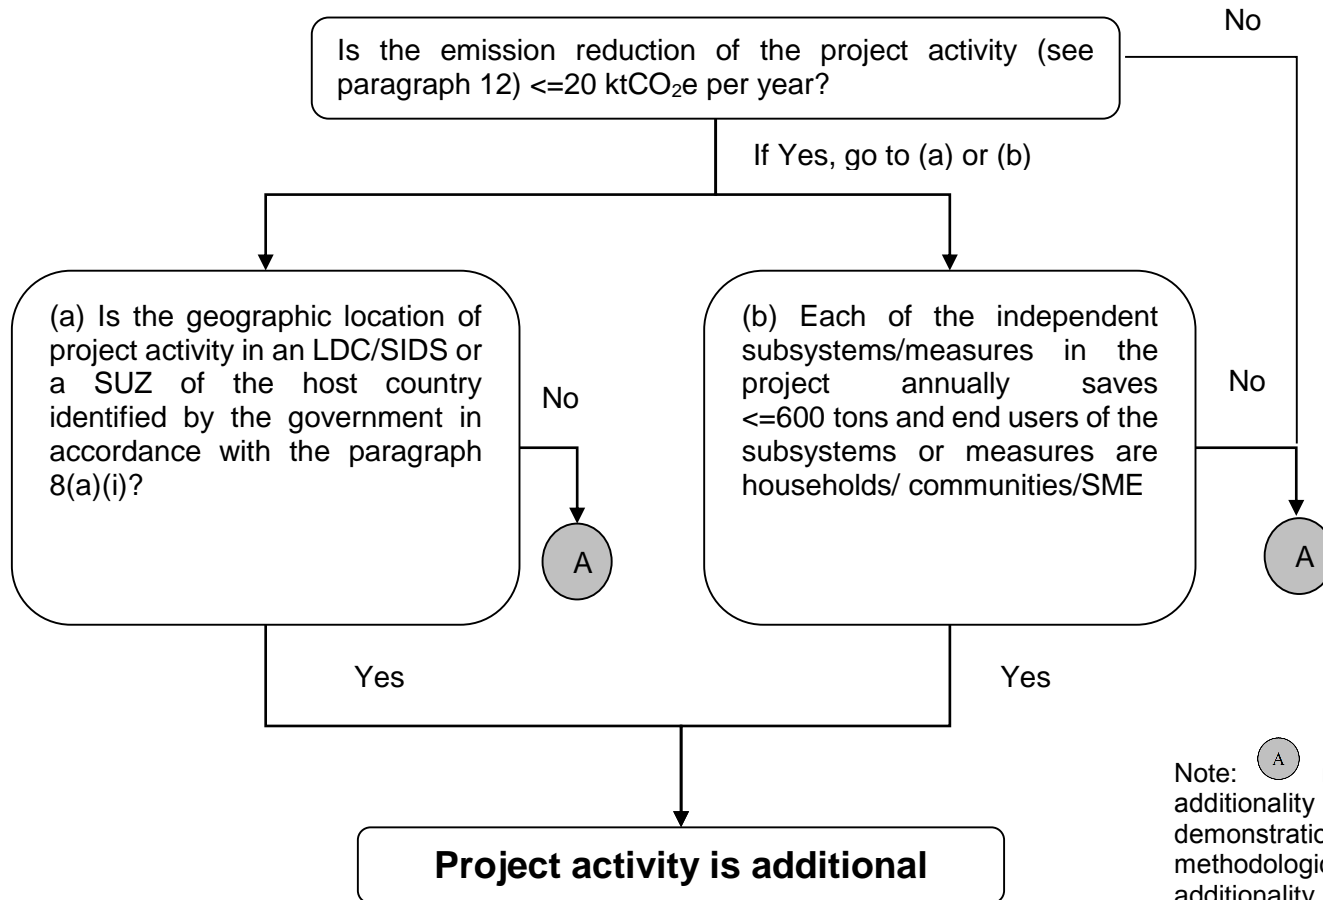 No
Is the emission reduction of the project activity (see
paragraph 12) <=20 ktCO₂e per year?
If Yes, go to (a) or (b)
(a) Is the geographic location of
project activity in an LDC/SIDS or
a SUZ of the host country
identified by the government in
accordance with the paragraph
8(a)(i)?
No
A
(b) Each of the independent
subsystems/measures in the
project annually saves
<=600 tons and end users of the
subsystems or measures are
households/ communities/SME
No
A
Yes
Yes
Project activity is additional
Note: A
additionality
demonstratio
methodologic
additionality